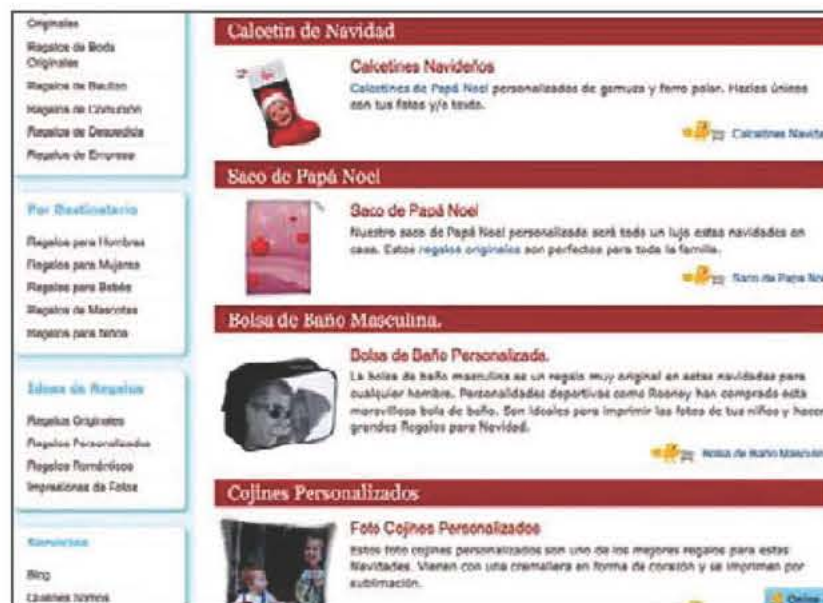 Originales
Regalos de Boda
Originales
Regalos de Bautizo
Regalos de Comunión
Regalos de Despedida
Regalos de Empresa
Por Destinatario
Regalos para Hombres
Regalos para Mujeres
Regalos para Bebés
Regalos de Mascotas
Regalos para Niños
Ideas de Regalos
Regalos Originales
Regalos Personalizados
Regalos Románticos
Impresiones de Fotos
Servicios
Blog
Quienes Somos
Calcetín de Navidad
Calcetines Navideños
Calcetines de Papá Noel personalizados de gamuza y forro polar. Hazlos únicos
con tus fotos y/o texto.
Calcetines Navide
Saco de Papá Noel
Saco de Papá Noel
Nuestro saco de Papá Noel personalizado será todo un lujo estas navidades en
casa. Estos regalos originales son perfectos para toda la familia.
Saco de Papa Noe
Bolsa de Baño Masculina.
Bolsa de Baño Personalizada.
La bolsa de baño masculina es un regalo muy original en estas navidades para
cualquier hombre. Personalidades deportivas como Rooney han comprado esta
maravillosa bolsa de baño. Son ideales para imprimir las fotos de tus niños y hacer
grandes Regalos para Navidad.
Bolsa de Baño Masculin
Cojines Personalizados
Foto Cojines Personalizados
Estos foto cojines personalizados son uno de los mejores regalos para estas
Navidades. Vienen con una cremallera en forma de corazón y se imprimen por
sublimación.
Online